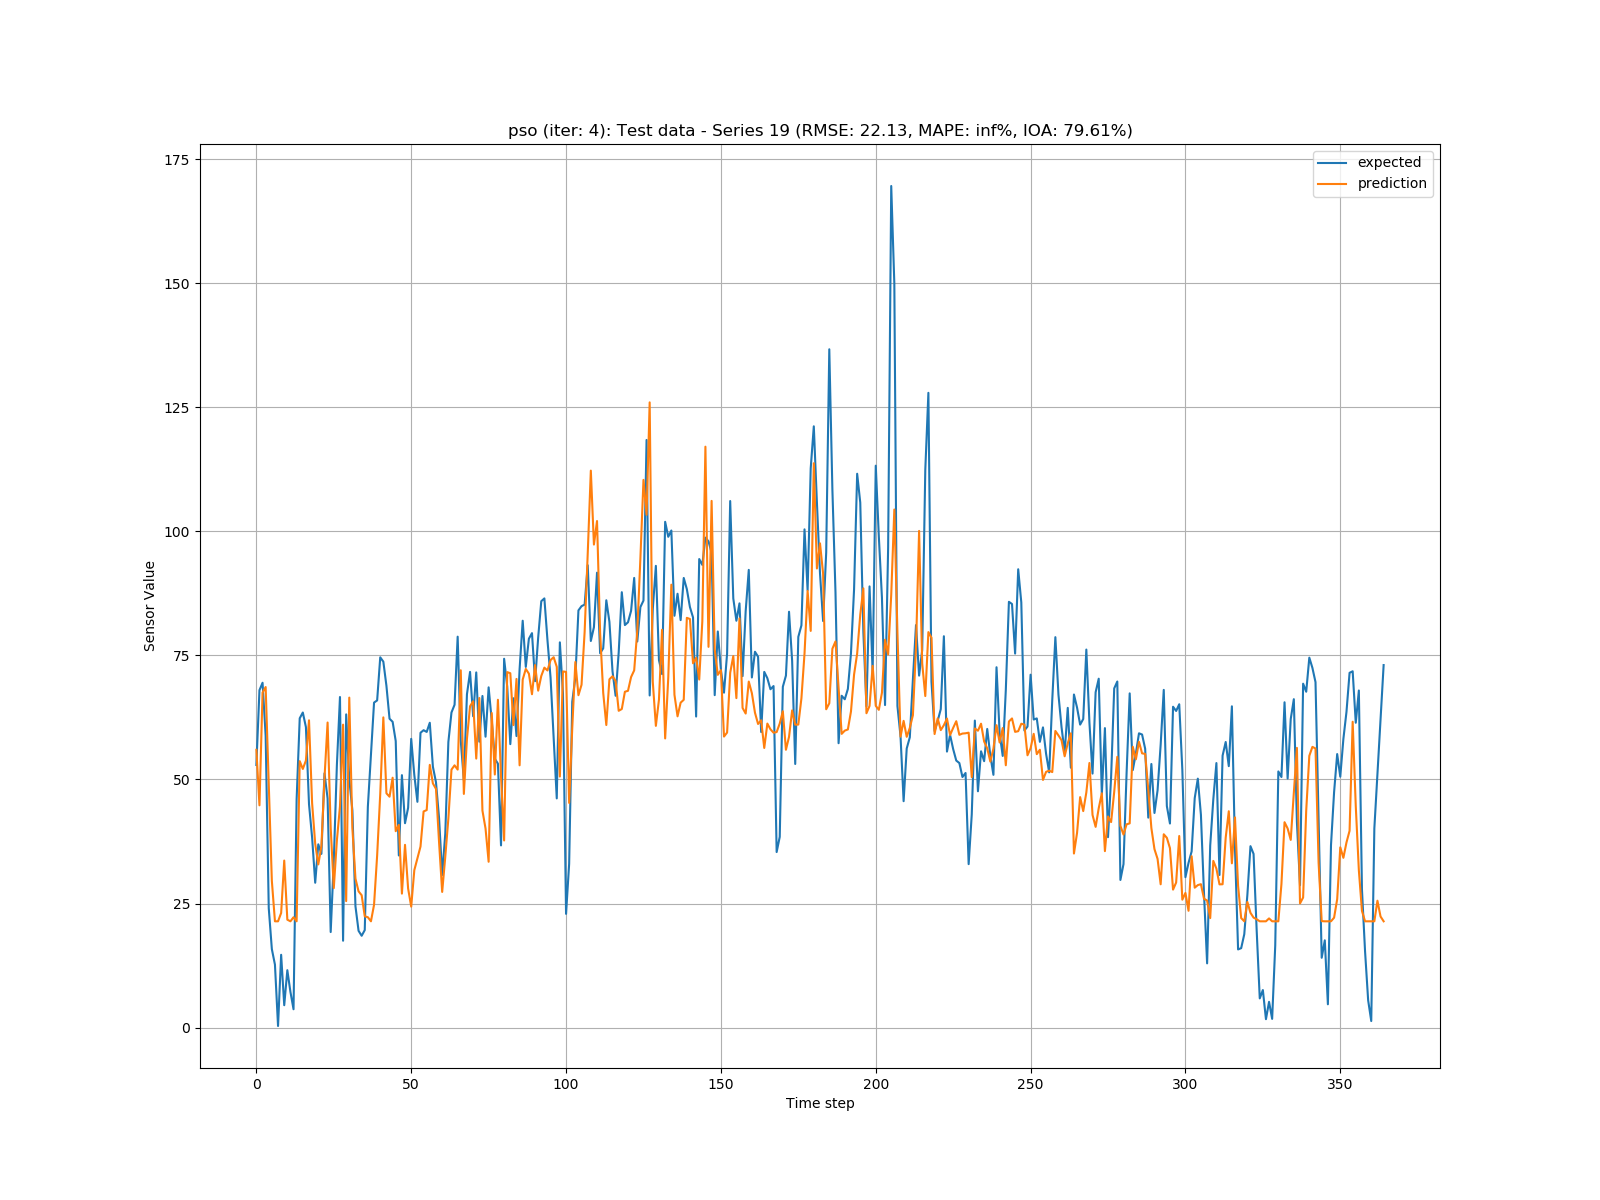 pso (iter: 4): Test data - Series 19 (RMSE: 22.13, MAPE: inf%, IOA: 79.61%)
expected
prediction
175
150
125
100
75
50
25
0
Sensor Value
0 50 100 150 200 250 300 350
Time step